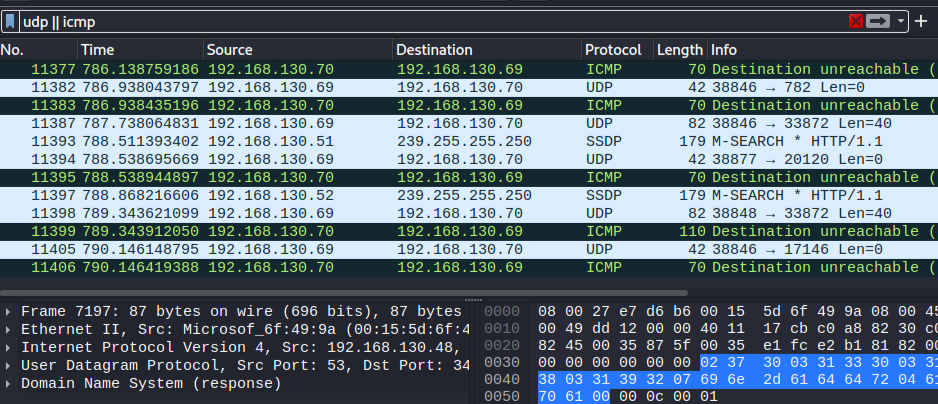 udp || icmp
No. Time Source Destination Protocol Length Info
11377 786.138759186 192.168.130.70 192.168.130.69 ICMP 70 Destination unreachable (
11382 786.938043797 192.168.130.69 192.168.130.70 UDP 42 38846 → 782 Len=0
11383 786.938435196 192.168.130.70 192.168.130.69 ICMP 70 Destination unreachable (
11387 787.738064831 192.168.130.69 192.168.130.70 UDP 82 38846 → 33872 Len=40
11393 788.511393402 192.168.130.51 239.255.255.250 SSDP 179 M-SEARCH * HTTP/1.1
11394 788.538695669 192.168.130.69 192.168.130.70 UDP 42 38877 → 20120 Len=0
11395 788.538944897 192.168.130.70 192.168.130.69 ICMP 70 Destination unreachable (
11397 788.868216606 192.168.130.52 239.255.255.250 SSDP 179 M-SEARCH * HTTP/1.1
11398 789.343621099 192.168.130.69 192.168.130.70 UDP 82 38848 → 33872 Len=40
11399 789.343912050 192.168.130.70 192.168.130.69 ICMP 110 Destination unreachable (
11405 790.146148795 192.168.130.69 192.168.130.70 UDP 42 38846 → 17146 Len=0
11406 790.146419388 192.168.130.70 192.168.130.69 ICMP 70 Destination unreachable (
Frame 7197: 87 bytes on wire (696 bits), 87 bytes
Ethernet II, Src: Microsof_6f:49:9a (00:15:5d:6f:4
Internet Protocol Version 4, Src: 192.168.130.48,
User Datagram Protocol, Src Port: 53, Dst Port: 34
Domain Name System (response)
0000 08 00 27 e7 d6 b6 00 15 5d 6f 49 9a 08 00 45
0010 00 49 dd 12 00 00 40 11 17 cb c0 a8 82 30 c0
0020 82 45 00 35 87 5f 00 35 e1 fc e2 b1 81 82 00
0030 00 00 00 00 00 00 02 37 30 03 31 33 30 03 31
0040 38 03 31 39 32 07 69 6e 2d 61 64 64 72 04 61
0050 70 61 00 00 0c 00 01